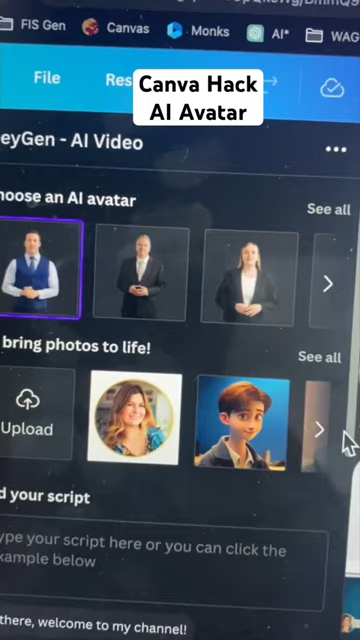 FIS Gen
Canvas
Monks
AI*
WAG
File
Res
Canva Hack
AI Avatar
eyGen - AI Video
hoose an AI avatar
See all
bring photos to life!
See all
Upload
d your script
ype your script here or you can click the
xample below
there, welcome to my channel!